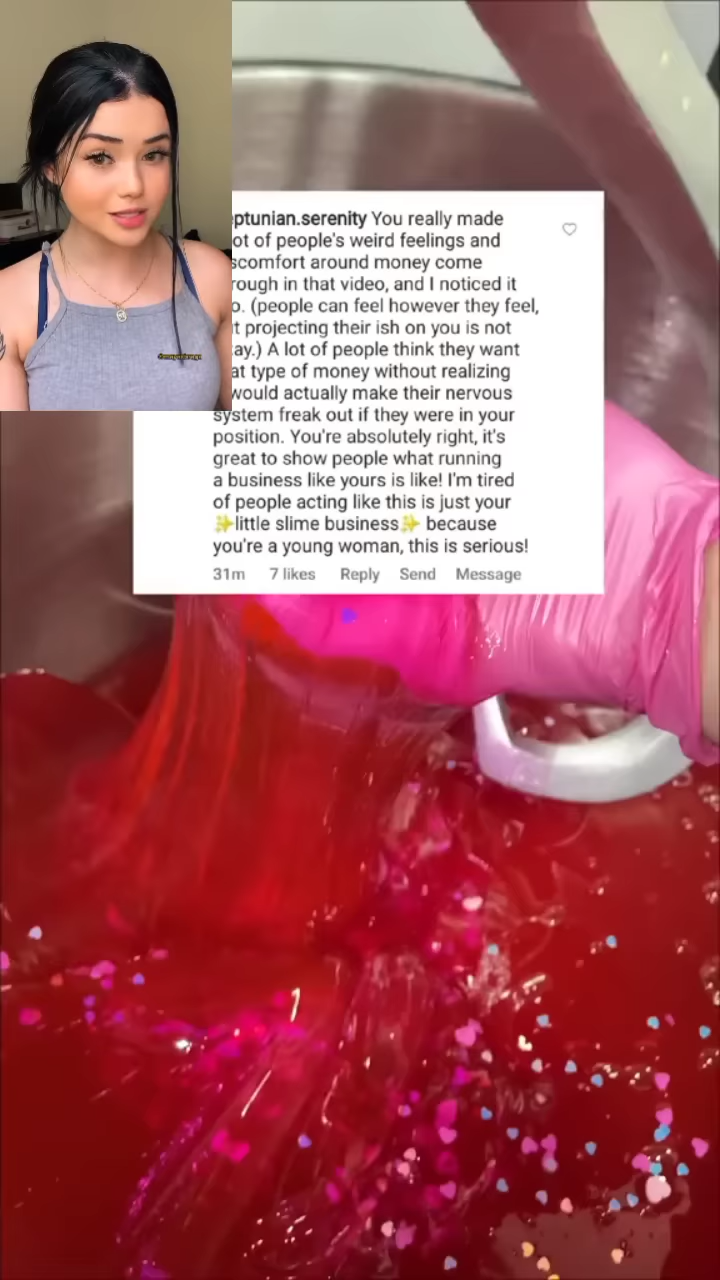 eptunian.serenity You really made
ot of people's weird feelings and
scomfort around money come
rough in that video, and I noticed it
o. (people can feel however they feel,
t projecting their ish on you is not
ay.) A lot of people think they want
at type of money without realizing
would actually make their nervous
system freak out if they were in your
position. You're absolutely right, it's
great to show people what running
a business like yours is like! I'm tired
of people acting like this is just your
✨little slime business✨ because
you're a young woman, this is serious!
31m 7 likes Reply Send Message